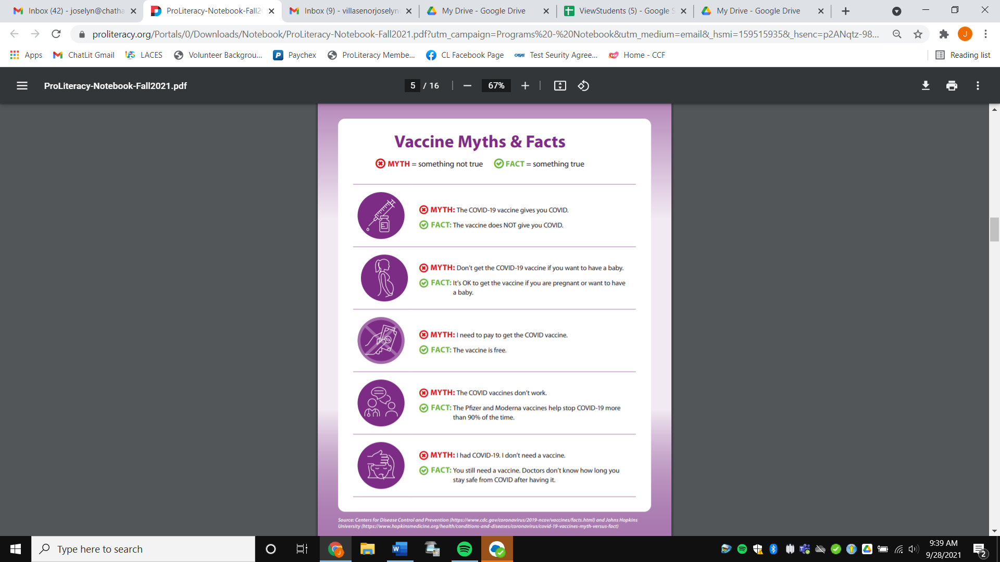 Inbox (42) - joselyn@chatha
ProLiteracy-Notebook-Fall2
Inbox (9) - villasenorjoselyn
My Drive - Google Drive
ViewStudents (5) - Google S
My Drive - Google Drive
proliteracy.org/Portals/0/Downloads/Notebook/ProLiteracy-Notebook-Fall2021.pdf?utm_campaign=Programs%20-%20Notebook&utm_medium=email&_hsmi=159515935&_hsenc=p2ANqtz-98...
J
Apps
ChatLit Gmail
LACES
Volunteer Backgrou...
Paychex
ProLiteracy Membe...
CL Facebook Page
Test Seurity Agree...
Home - CCF
Reading list
ProLiteracy-Notebook-Fall2021.pdf
5 / 16
67%
Vaccine Myths & Facts
MYTH = something not true FACT = something true
MYTH: The COVID-19 vaccine gives you COVID.
FACT: The vaccine does NOT give you COVID.
MYTH: Don't get the COVID-19 vaccine if you want to have a baby.
FACT: It's OK to get the vaccine if you are pregnant or want to have
a baby.
MYTH: I need to pay to get the COVID vaccine.
FACT: The vaccine is free.
MYTH: The COVID vaccines don't work.
FACT: The Pfizer and Moderna vaccines help stop COVID-19 more
than 90% of the time.
MYTH: I had COVID-19. I don't need a vaccine.
FACT: You still need a vaccine. Doctors don't know how long you
stay safe from COVID after having it.
Source: Centers for Disease Control and Prevention (https://www.cdc.gov/coronavirus/2019-ncov/vaccines/facts.html) and Johns Hopkins
University (https://www.hopkinsmedicine.org/health/conditions-and-diseases/coronavirus/covid-19-vaccines-myth-versus-fact)
Type here to search
9:39 AM
9/28/2021
2